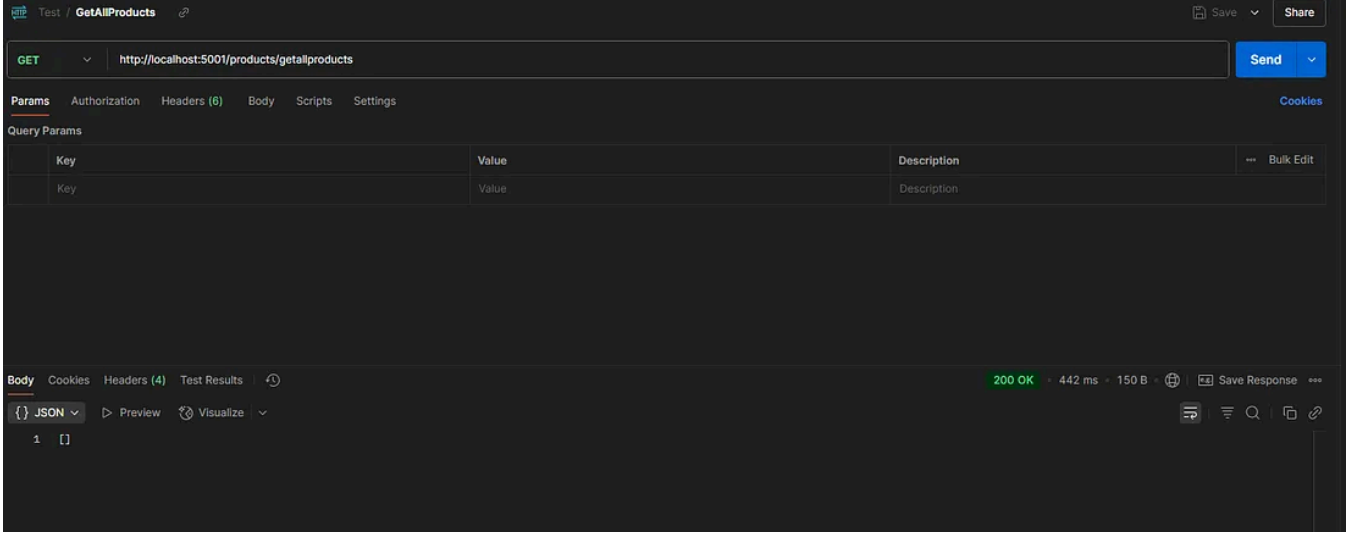 HTTP Test / GetAllProducts Save Share
GET http://localhost:5001/products/getallproducts Send
Params Authorization Headers (6) Body Scripts Settings Cookies
Query Params
Key Value Description ••• Bulk Edit
Key Value Description
Body Cookies Headers (4) Test Results 200 OK • 442 ms • 150 B • e.g. Save Response •••
{} JSON Preview Visualize
1 []